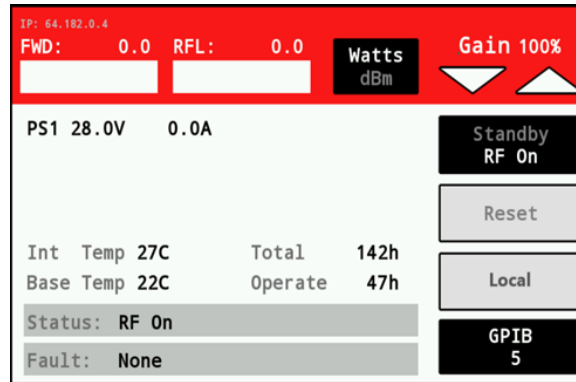 IP: 64.182.0.4
FWD: 0.0 RFL: 0.0
Watts
dBm
Gain 100%
PS1 28.0V 0.0A
Standby
RF On
Reset
Int Temp 27C Total 142h
Base Temp 22C Operate 47h
Local
Status: RF On
Fault: None
GPIB
5